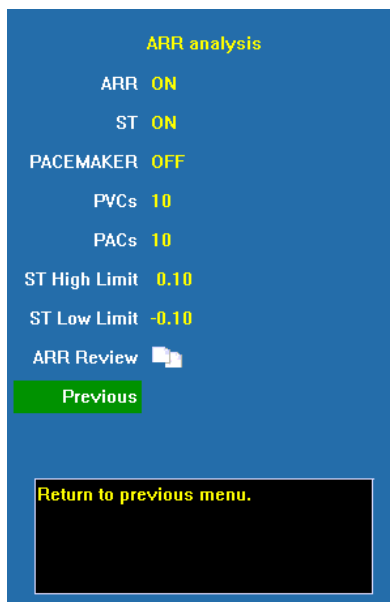 ARR analysis
ARR ON
ST ON
PACEMAKER OFF
PVCs 10
PACs 10
ST High Limit 0.10
ST Low Limit -0.10
ARR Review
Previous
Return to previous menu.